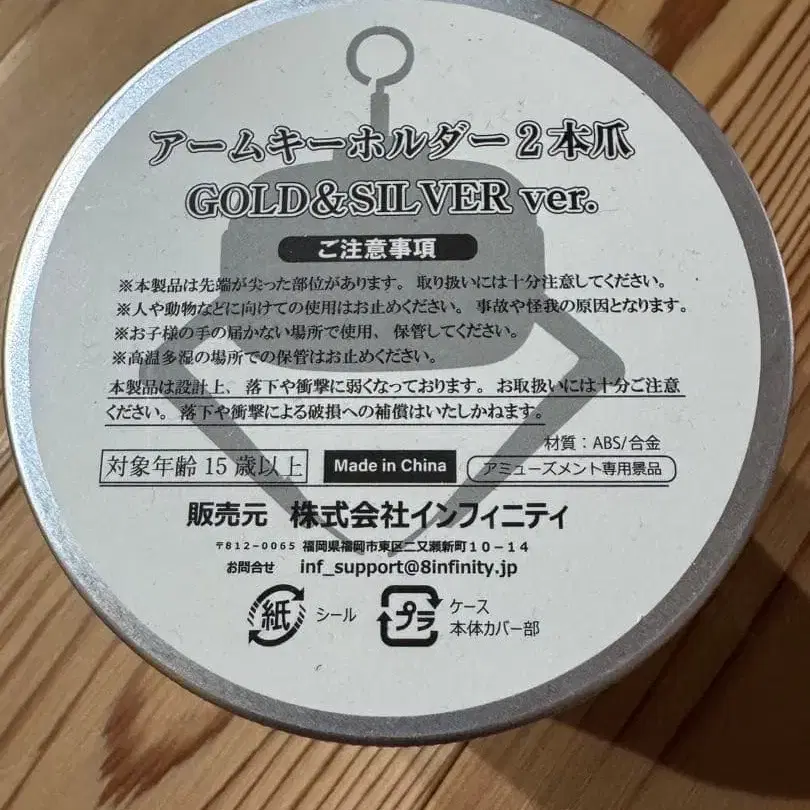 アームキーホルダー2本爪
GOLD&SILVER ver.
ご注意事項
※本製品は先端が尖った部位があります。取り扱いには十分注意してください。
※人や動物などに向けての使用はお止めください。事故や怪我の原因となります。
※お子様の手の届かない場所で使用、保管してください。
※高温多湿の場所での保管はお止めください。
本製品は設計上、落下や衝撃に弱くなっております。お取扱いには十分ご注意
ください。落下や衝撃による破損への補償はいたしかねます。
材質:ABS/合金
対象年齢15歳以上 Made in China アミューズメント専用景品
販売元 株式会社インフィニティ
〒812-0065 福岡県福岡市東区二又瀬新町10-14
お問合せ inf_support@8infinity.jp
紙 シール プラ ケース
本体カバー部